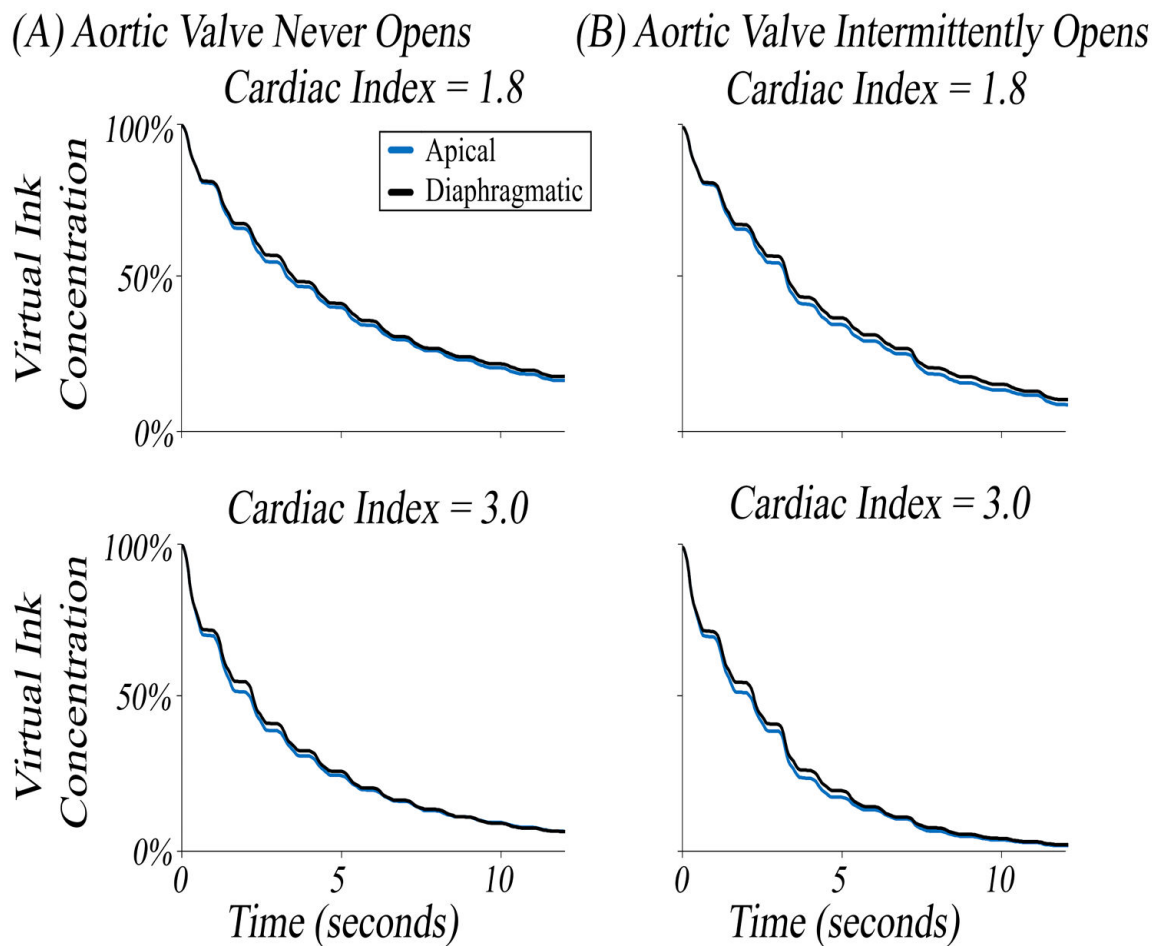 (A) Aortic Valve Never Opens
Cardiac Index = 1.8
Virtual Ink
Concentration
100%
50%
0%
Apical
Diaphragmatic
(B) Aortic Valve Intermittently Opens
Cardiac Index = 1.8
Cardiac Index = 3.0
Virtual Ink
Concentration
100%
50%
0%
0 5 10
Time (seconds)
Cardiac Index = 3.0
0 5 10
Time (seconds)